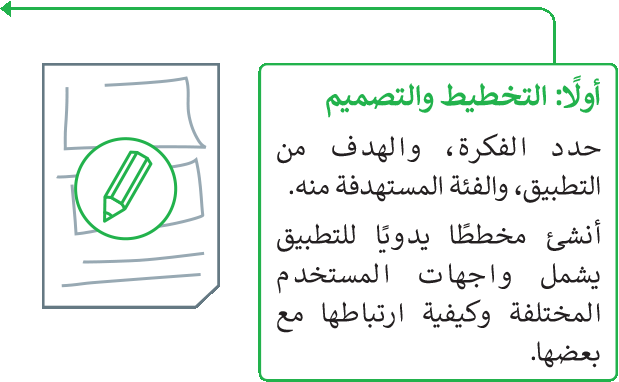 أولًا: التخطيط والتصميم
حدد الفكرة، والهدف من
التطبيق، والفئة المستهدفة منه.
أنشئ مخططًا يدويًا للتطبيق
يشمل واجهات المستخدم
المختلفة وكيفية ارتباطها مع
بعضها.